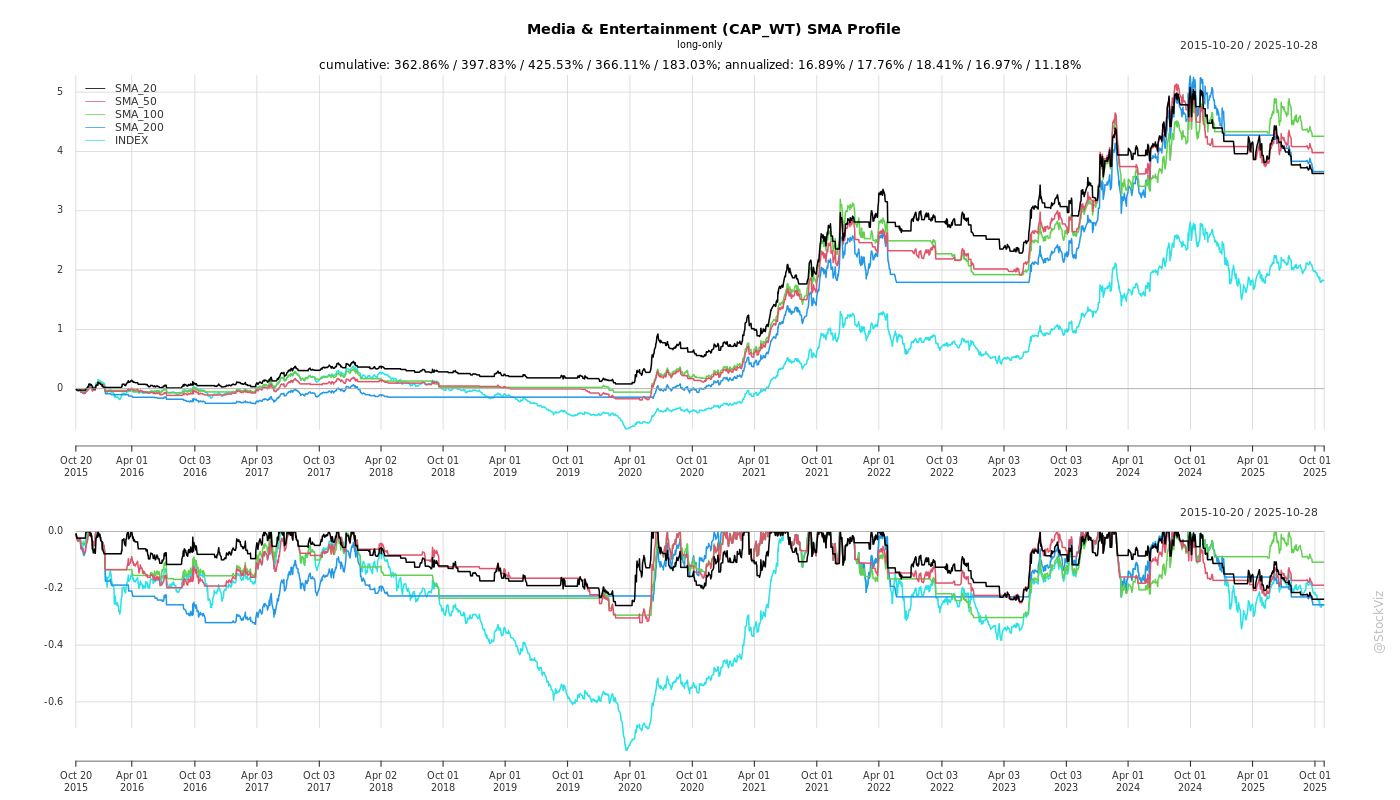 Media & Entertainment (CAP_WT) SMA Profile
long-only
2015-10-20 / 2025-10-28
cumulative: 362.86% / 397.83% / 425.53% / 366.11% / 183.03%; annualized: 16.89% / 17.76% / 18.41% / 16.97% / 11.18%
SMA_20
SMA_50
SMA_100
SMA_200
INDEX
5
4
3
2
1
0
Oct 20 Apr 01 Oct 03 Apr 03 Oct 03 Apr 02 Oct 01 Apr 01 Oct 01 Apr 01 Oct 01 Apr 01 Oct 01 Apr 01 Oct 03 Apr 03 Oct 03 Apr 01 Oct 01 Apr 01 Oct 01
2015 2016 2016 2017 2017 2018 2018 2019 2019 2020 2020 2021 2021 2022 2022 2023 2023 2024 2024 2025 2025
2015-10-20 / 2025-10-28
0.0
-0.2
-0.4
-0.6
Oct 20 Apr 01 Oct 03 Apr 03 Oct 03 Apr 02 Oct 01 Apr 01 Oct 01 Apr 01 Oct 01 Apr 01 Oct 01 Apr 01 Oct 03 Apr 03 Oct 03 Apr 01 Oct 01 Apr 01 Oct 01
2015 2016 2016 2017 2017 2018 2018 2019 2019 2020 2020 2021 2021 2022 2022 2023 2023 2024 2024 2025 2025
@StockViz